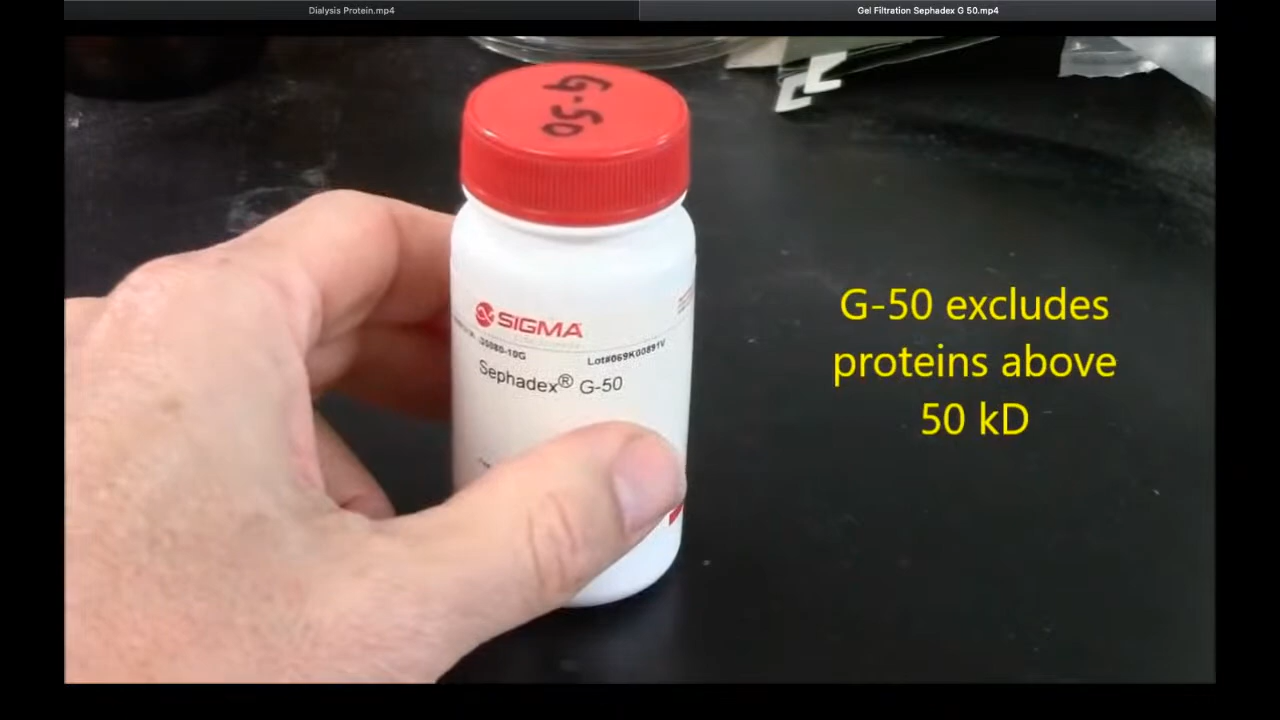 Dialysis Protein.mp4
Gel Filtration Sephadex G 50.mp4
G-50
SIGMA
Lot#069K00891V
Sephadex® G-50
G-50 excludes
proteins above
50 kD